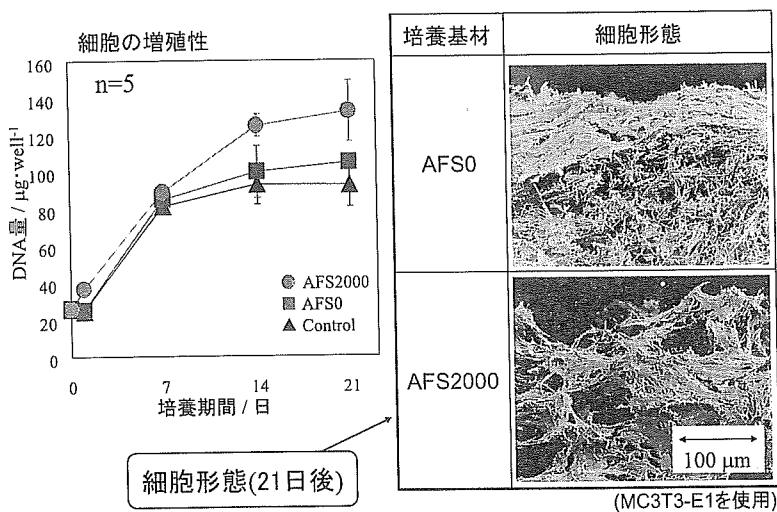 細胞の増殖性
160
140
120
100
80
60
40
20
0
DNA量 / μg・well-1
n=5
AFS2000
AFS0
Control
0 7 14 21
培養期間 / 日
細胞形態(21日後)
培養基材 細胞形態
AFS0
AFS2000
100 μm
(MC3T3-E1を使用)